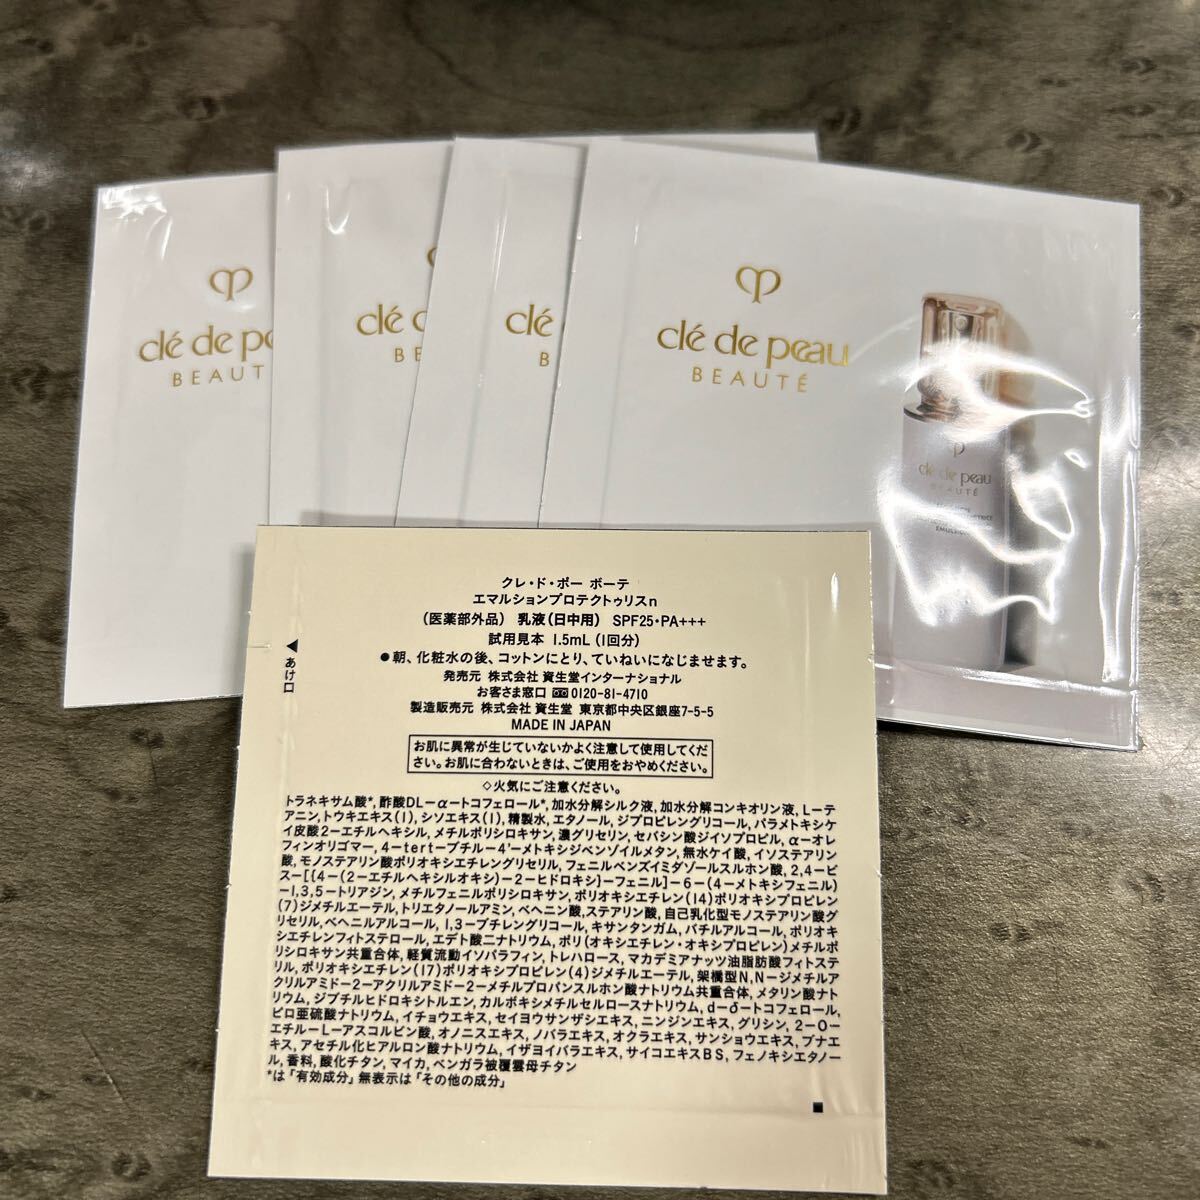 clé de pe
BEAUT
clé
BE
clé
B
clé de peau
BEAUTÉ
clé de peau
BEAUTÉ
EMULSION
あけ口
クレ・ド・ポー ボーテ
エマルションプロテクトゥリスn
(医薬部外品) 乳液(日中用) SPF25・PA+++
試用見本 1.5mL (1回分)
●朝、化粧水の後、コットンにとり、ていねいになじませます。
発売元 株式会社 資生堂インターナショナル
お客さま窓口 0120-81-4710
製造販売元 株式会社 資生堂 東京都中央区銀座7-5-5
MADE IN JAPAN
お肌に異常が生じていないかよく注意して使用してくだ
さい。お肌に合わないときは、ご使用をおやめください。
◇火気にご注意ください。
トラネキサム酸*, 酢酸DL-α-トコフェロール*, 加水分解シルク液, 加水分解コンキオリン液, L-テ
アニン, トウキエキス(1), シソエキス(1), 精製水, エタノール, ジプロピレングリコール, パラメトキシケ
イ皮酸2-エチルヘキシル, メチルポリシロキサン, 濃グリセリン, セバシン酸ジイソプロピル, α-オレ
フィンオリゴマー, 4-tert-ブチル-4'-メトキシジベンゾイルメタン, 無水ケイ酸, イソステアリン
酸, モノステアリン酸ポリオキシエチレングリセリル, フェニルベンズイミダゾールスルホン酸, 2,4-ビ
ス-[{4-(2-エチルヘキシルオキシ)-2-ヒドロキシ}-フェニル]-6-(4-メトキシフェニル)
-1,3,5-トリアジン, メチルフェニルポリシロキサン, ポリオキシエチレン(14)ポリオキシプロピレン
(7)ジメチルエーテル, トリエタノールアミン, ベヘニン酸, ステアリン酸, 自己乳化型モノステアリン酸グ
リセリル, ベヘニルアルコール, 1,3-ブチレングリコール, キサンタンガム, バチルアルコール, ポリオキ
シエチレンフィトステロール, エデト酸二ナトリウム, ポリ(オキシエチレン・オキシプロピレン)メチルポ
リシロキサン共重合体, 軽質流動イソパラフィン, トレハロース, マカデミアナッツ油脂肪酸フィトステ
リル, ポリオキシエチレン(17)ポリオキシプロピレン(4)ジメチルエーテル, 架橋型N,N-ジメチルア
クリルアミド-2-アクリルアミド-2-メチルプロパンスルホン酸ナトリウム共重合体, メタリン酸ナト
リウム, ジブチルヒドロキシトルエン, カルボキシメチルセルロースナトリウム, d-δ-トコフェロール,
ピロ亜硫酸ナトリウム, イチョウエキス, セイヨウサンザシエキス, ニンジンエキス, グリシン, 2-O-
エチル-L-アスコルビン酸, オノニスエキス, ノバラエキス, オクラエキス, サンショウエキス, ブナエ
キス, アセチル化ヒアルロン酸ナトリウム, イザヨイバラエキス, サイコエキスBS, フェノキシエタノー
ル, 香料, 酸化チタン, マイカ, ベンガラ被覆雲母チタン
*は「有効成分」無表示は「その他の成分」